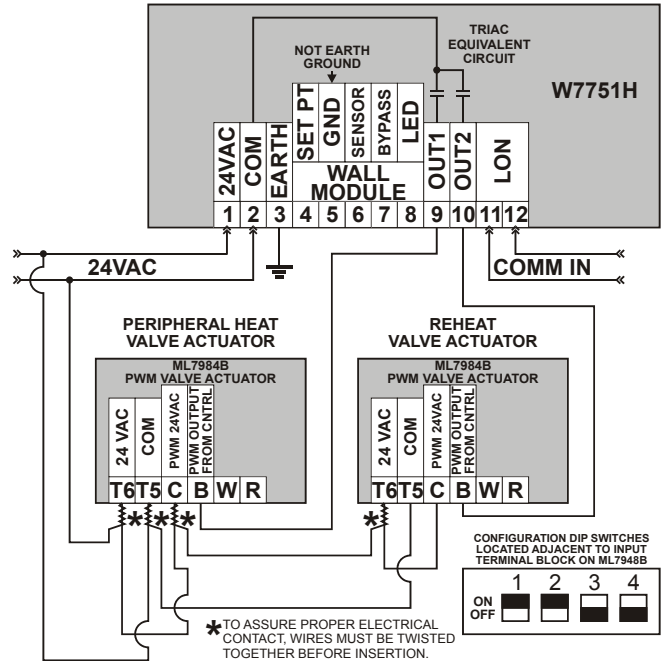 TRIAC
EQUIVALENT
CIRCUIT
NOT EARTH
GROUND
W7751H
24VAC
COM
EARTH
SET PT
GND
SENSOR
BYPASS
LED
OUT1
OUT2
LON
WALL
MODULE
1 2 3 4 5 6 7 8 9 10 11 12
24VAC
COMM IN
PERIPHERAL HEAT
VALVE ACTUATOR
ML7984B
PWM VALVE ACTUATOR
24 VAC
COM
PWM 24VAC
PWM OUTPUT
FROM CNTRL
T6 T5 C B W R
* * *
REHEAT
VALVE ACTUATOR
ML7984B
PWM VALVE ACTUATOR
24 VAC
COM
PWM 24VAC
PWM OUTPUT
FROM CNTRL
T6 T5 C B W R
*
CONFIGURATION DIP SWITCHES
LOCATED ADJACENT TO INPUT
TERMINAL BLOCK ON ML7948B
1 2 3 4
ON
OFF
* TO ASSURE PROPER ELECTRICAL
CONTACT, WIRES MUST BE TWISTED
TOGETHER BEFORE INSERTION.